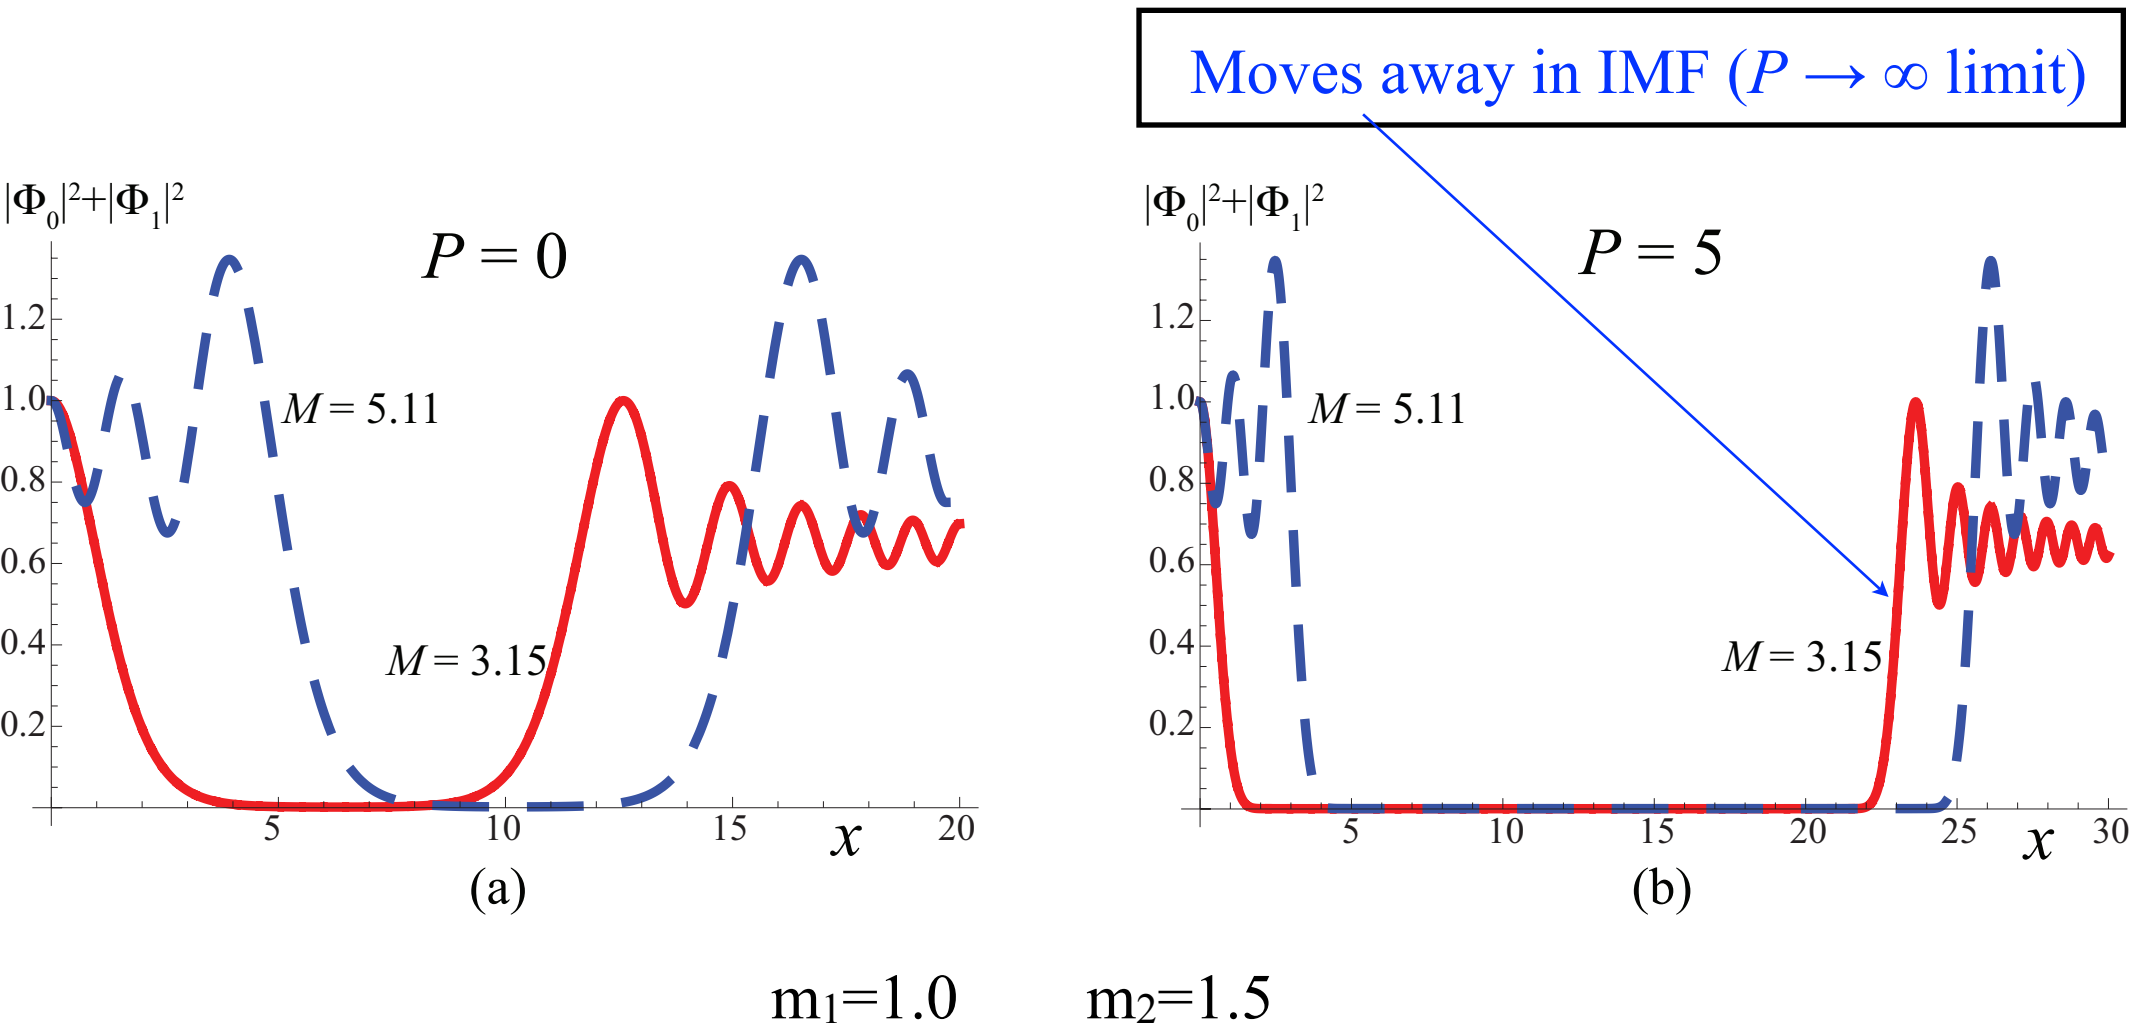 Moves away in IMF (P → ∞ limit)
|Φ₀|²+|Φ₁|²
P = 0
1.2
1.0
0.8
0.6
0.4
0.2
M = 5.11
M = 3.15
5 10 15 20
x
(a)
|Φ₀|²+|Φ₁|²
P = 5
1.2
1.0
0.8
0.6
0.4
0.2
M = 5.11
M = 3.15
5 10 15 20 25 30
x
(b)
m₁=1.0 m₂=1.5